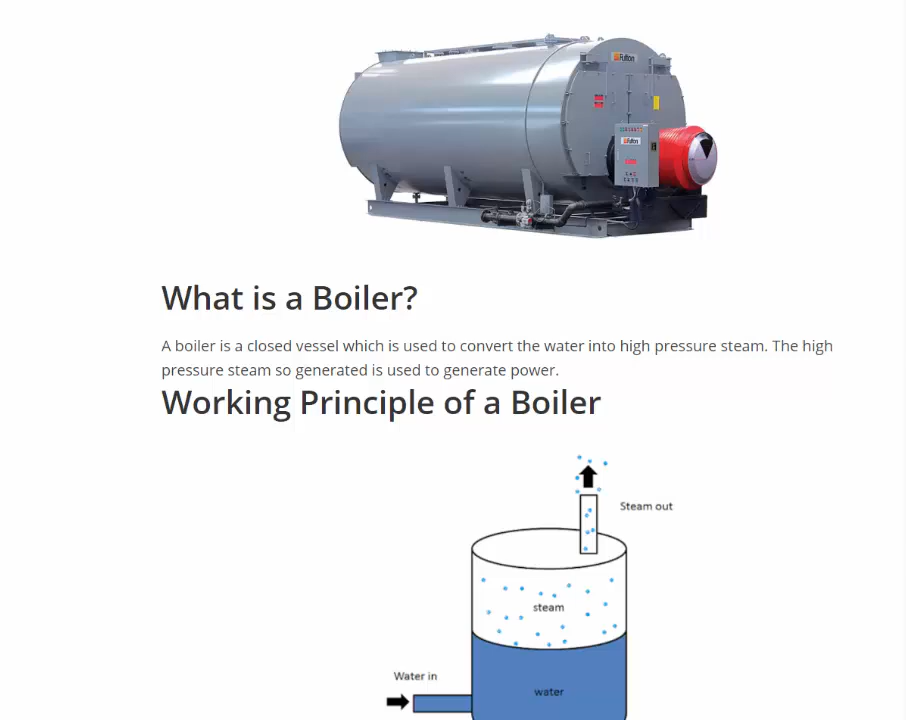 Fulton
Fulton
What is a Boiler?
A boiler is a closed vessel which is used to convert the water into high pressure steam. The high
pressure steam so generated is used to generate power.
Working Principle of a Boiler
Steam out
steam
Water in
water